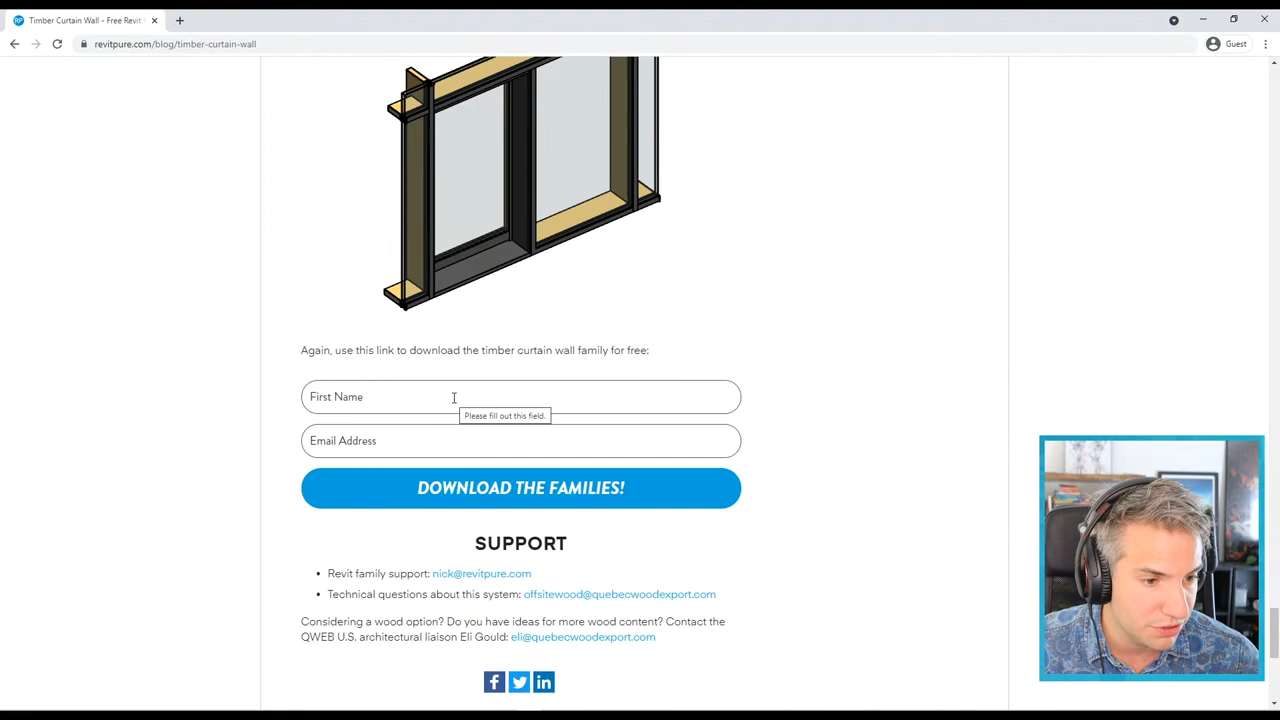 RP
Timber Curtain Wall - Free Revit
revitpure.com/blog/timber-curtain-wall
Guest
Again, use this link to download the timber curtain wall family for free:
First Name
Please fill out this field.
Email Address
DOWNLOAD THE FAMILIES!
SUPPORT
• Revit family support: nick@revitpure.com
• Technical questions about this system: offsitewood@quebecwoodexport.com
Considering a wood option? Do you have ideas for more wood content? Contact the
QWEB U.S. architectural liaison Eli Gould: eli@quebecwoodexport.com